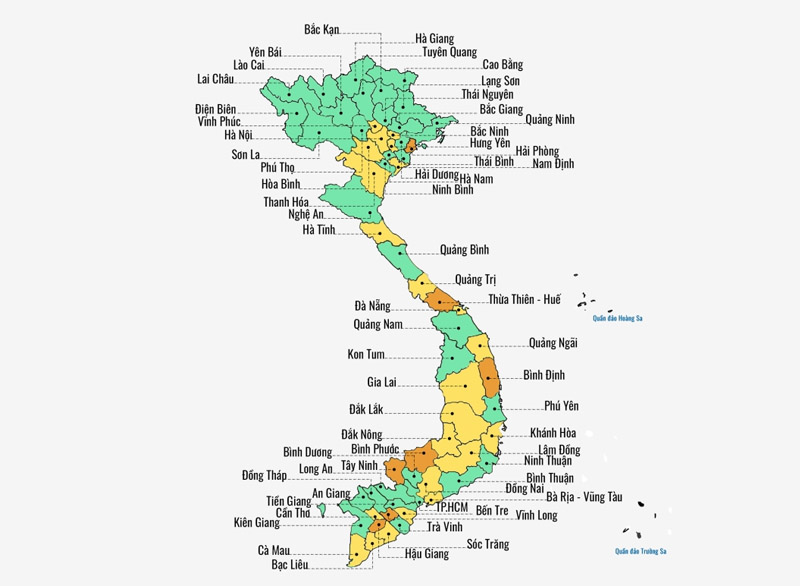 Bắc Kạn
Hà Giang
Yên Bái
Tuyên Quang
Lào Cai
Cao Bằng
Lai Châu
Lạng Sơn
Thái Nguyên
Điện Biên
Bắc Giang
Vĩnh Phúc
Quảng Ninh
Hà Nội
Bắc Ninh
Hưng Yên
Hải Phòng
Sơn La
Thái Bình
Nam Định
Phú Thọ
Hải Dương
Hà Nam
Hòa Bình
Ninh Bình
Thanh Hóa
Nghệ An
Hà Tĩnh
Quảng Bình
Quảng Trị
Thừa Thiên - Huế
Đà Nẵng
Quần đảo Hoàng Sa
Quảng Nam
Quảng Ngãi
Kon Tum
Bình Định
Gia Lai
Phú Yên
Đắk Lắk
Đắk Nông
Khánh Hòa
Bình Phước
Lâm Đồng
Bình Dương
Ninh Thuận
Tây Ninh
Long An
Đồng Tháp
Bình Thuận
Đồng Nai
An Giang
Bà Rịa - Vũng Tàu
Tiền Giang
TP.HCM
Bến Tre
Cần Thơ
Vĩnh Long
Kiên Giang
Trà Vinh
Sóc Trăng
Cà Mau
Hậu Giang
Quần đảo Trường Sa
Bạc Liêu